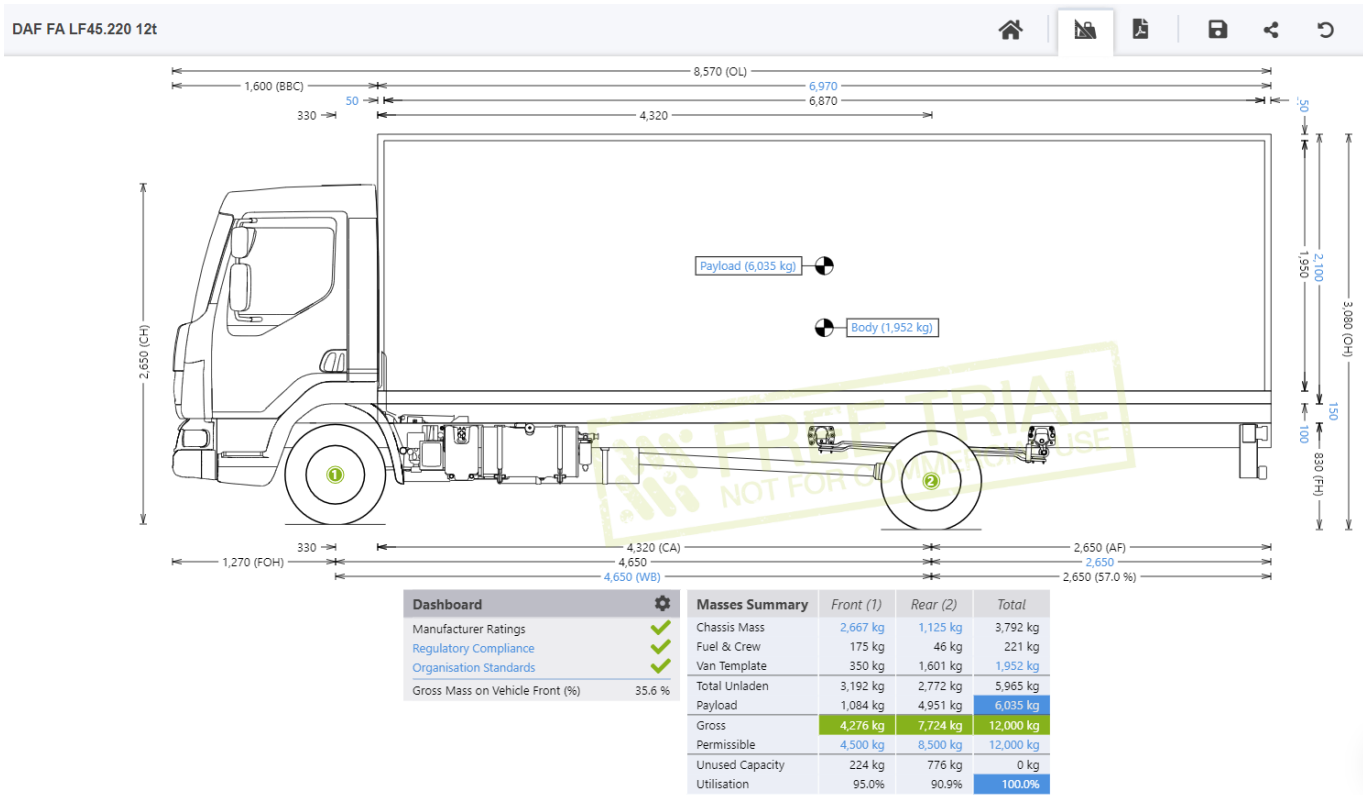 DAF FA LF45.220 12t
8,570 (OL)
1,600 (BBC) 6,970
50 6,870 50
330 4,320
2,650 (CH)
Payload (6,035 kg)
Body (1,952 kg)
1,950
2,100
3,080 (OH)
150
100
830 (FH)
1
2
FREE TRIAL
NOT FOR COMMERCIAL USE
330 4,320 (CA) 2,650 (AF)
1,270 (FOH) 4,650 2,650
4,650 (WB) 2,650 (57.0 %)
Dashboard
Manufacturer Ratings
Regulatory Compliance
Organisation Standards
Gross Mass on Vehicle Front (%) 35.6 %
Masses Summary Front (1) Rear (2) Total
Chassis Mass 2,667 kg 1,125 kg 3,792 kg
Fuel & Crew 175 kg 46 kg 221 kg
Van Template 350 kg 1,601 kg 1,952 kg
Total Unladen 3,192 kg 2,772 kg 5,965 kg
Payload 1,084 kg 4,951 kg 6,035 kg
Gross 4,276 kg 7,724 kg 12,000 kg
Permissible 4,500 kg 8,500 kg 12,000 kg
Unused Capacity 224 kg 776 kg 0 kg
Utilisation 95.0% 90.9% 100.0%